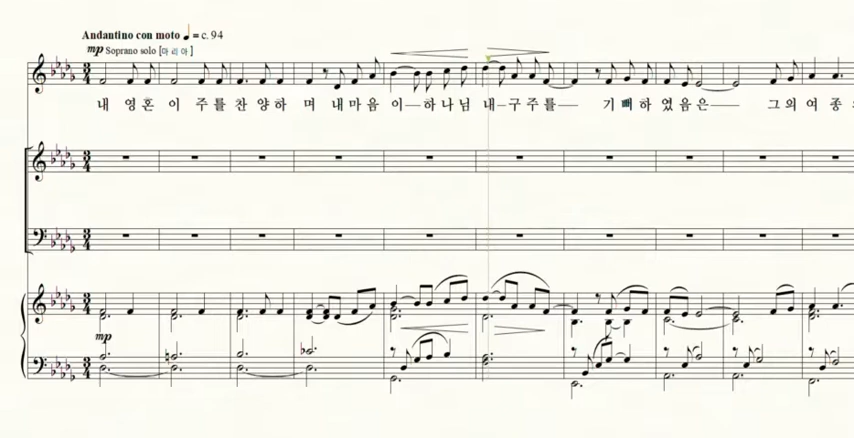 Andantino con moto ♩ = c. 94
mp Soprano solo [마리아]
내 영혼이 주를찬양하 며 내마음 이—하나님 내—구주를— 기뻐하였음은— 그의여종
mp